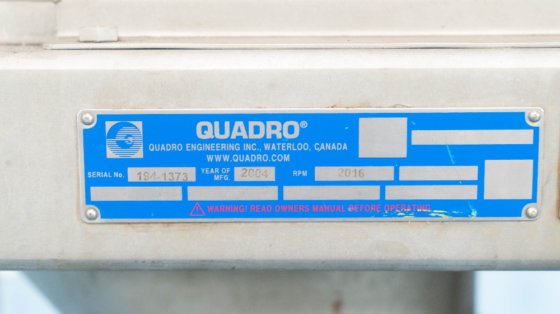 QUADRO®
QUADRO ENGINEERING INC., WATERLOO, CANADA
WWW.QUADRO.COM
SERIAL No. 194-1373 YEAR OF MFG. 2004 RPM 2016
WARNING! READ OWNERS MANUAL BEFORE OPERATING